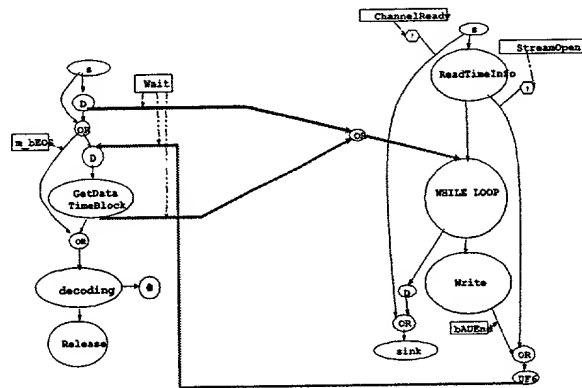 ChannelReady
s
StreamOpen
ReadTimeInfo
s
Wait
D
OR
m_bEOS
D
OR
GetData
TimeBlock
WHILE LOOP
OR
decoding
Write
D
bAUEnd
OR
Release
sink
OR